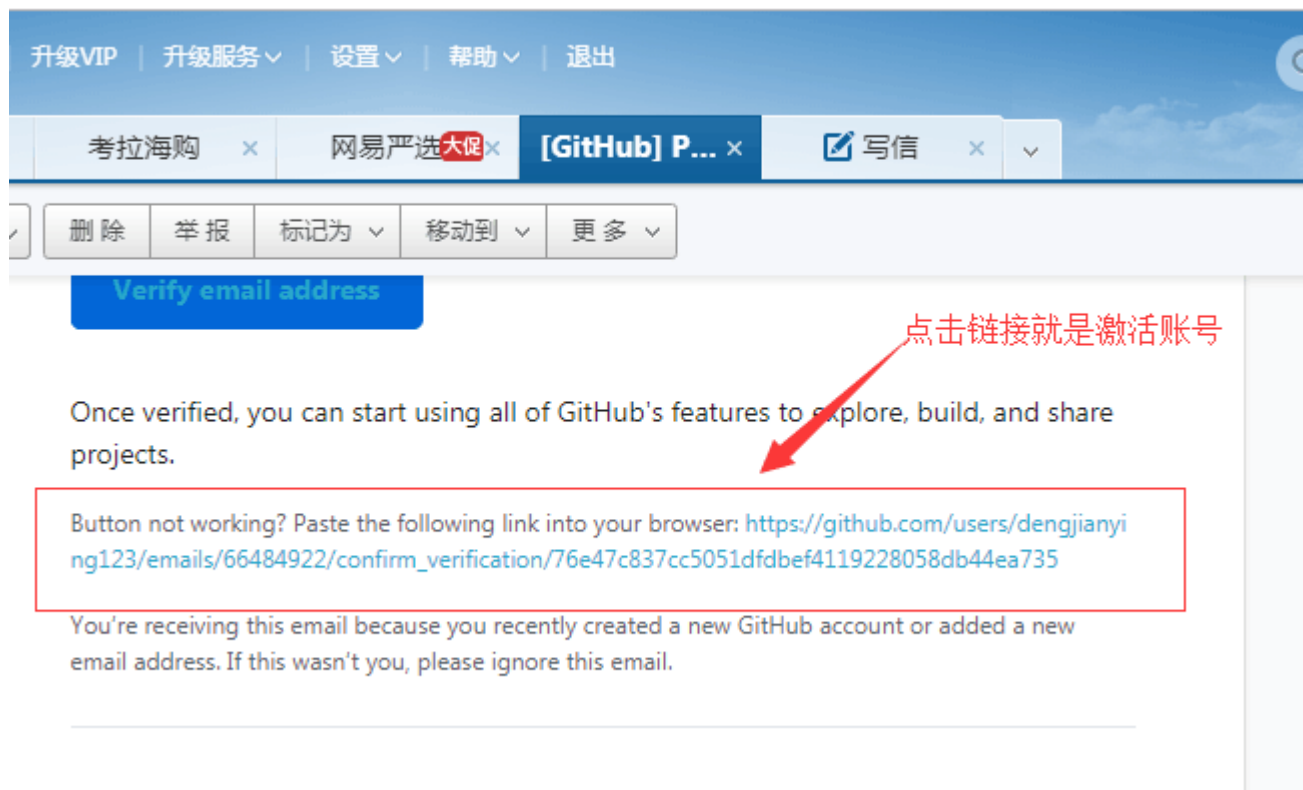 升级VIP | 升级服务 | 设置 | 帮助 | 退出
考拉海购 × 网易严选大促× [GitHub] P... × 写信 ×
删 除 举 报 标记为 移动到 更 多
Verify email address
点击链接就是激活账号
Once verified, you can start using all of GitHub's features to explore, build, and share
projects.
Button not working? Paste the following link into your browser: https://github.com/users/dengjianyi
ng123/emails/66484922/confirm_verification/76e47c837cc5051dfdbef4119228058db44ea735
You're receiving this email because you recently created a new GitHub account or added a new
email address. If this wasn't you, please ignore this email.